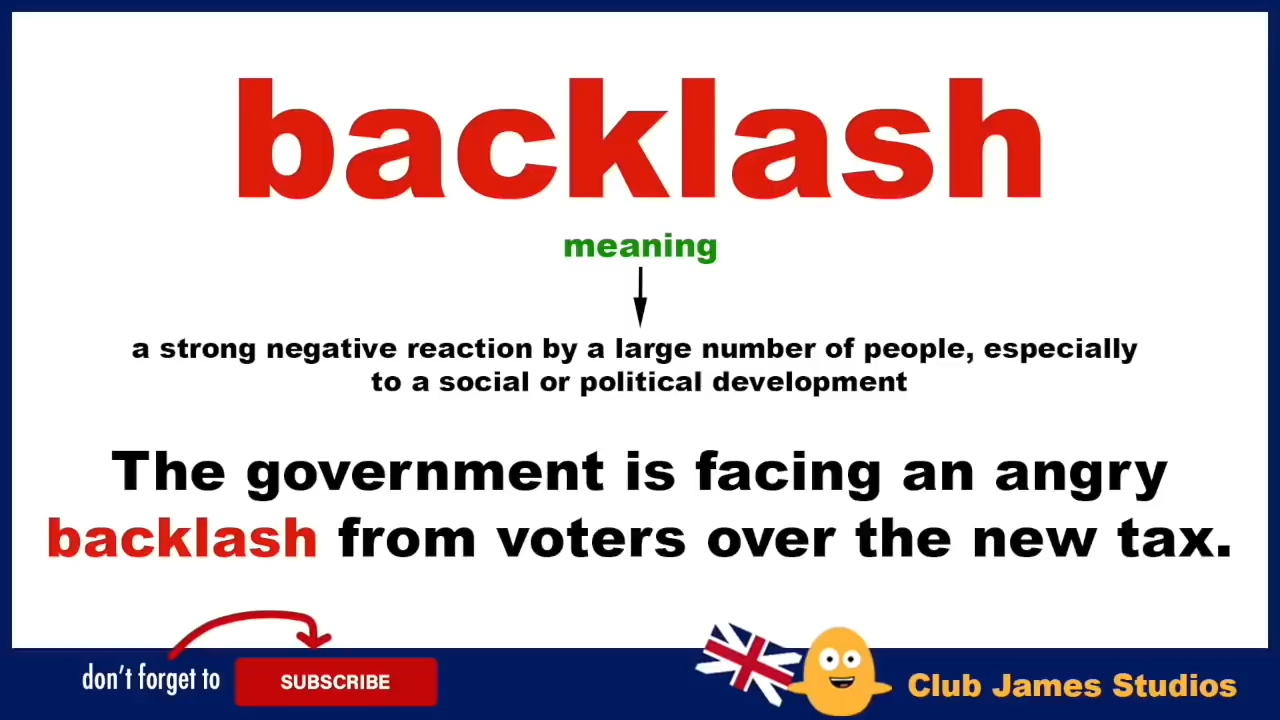 backlash
meaning
a strong negative reaction by a large number of people, especially
to a social or political development
The government is facing an angry
backlash from voters over the new tax.
don't forget to SUBSCRIBE
Club James Studios